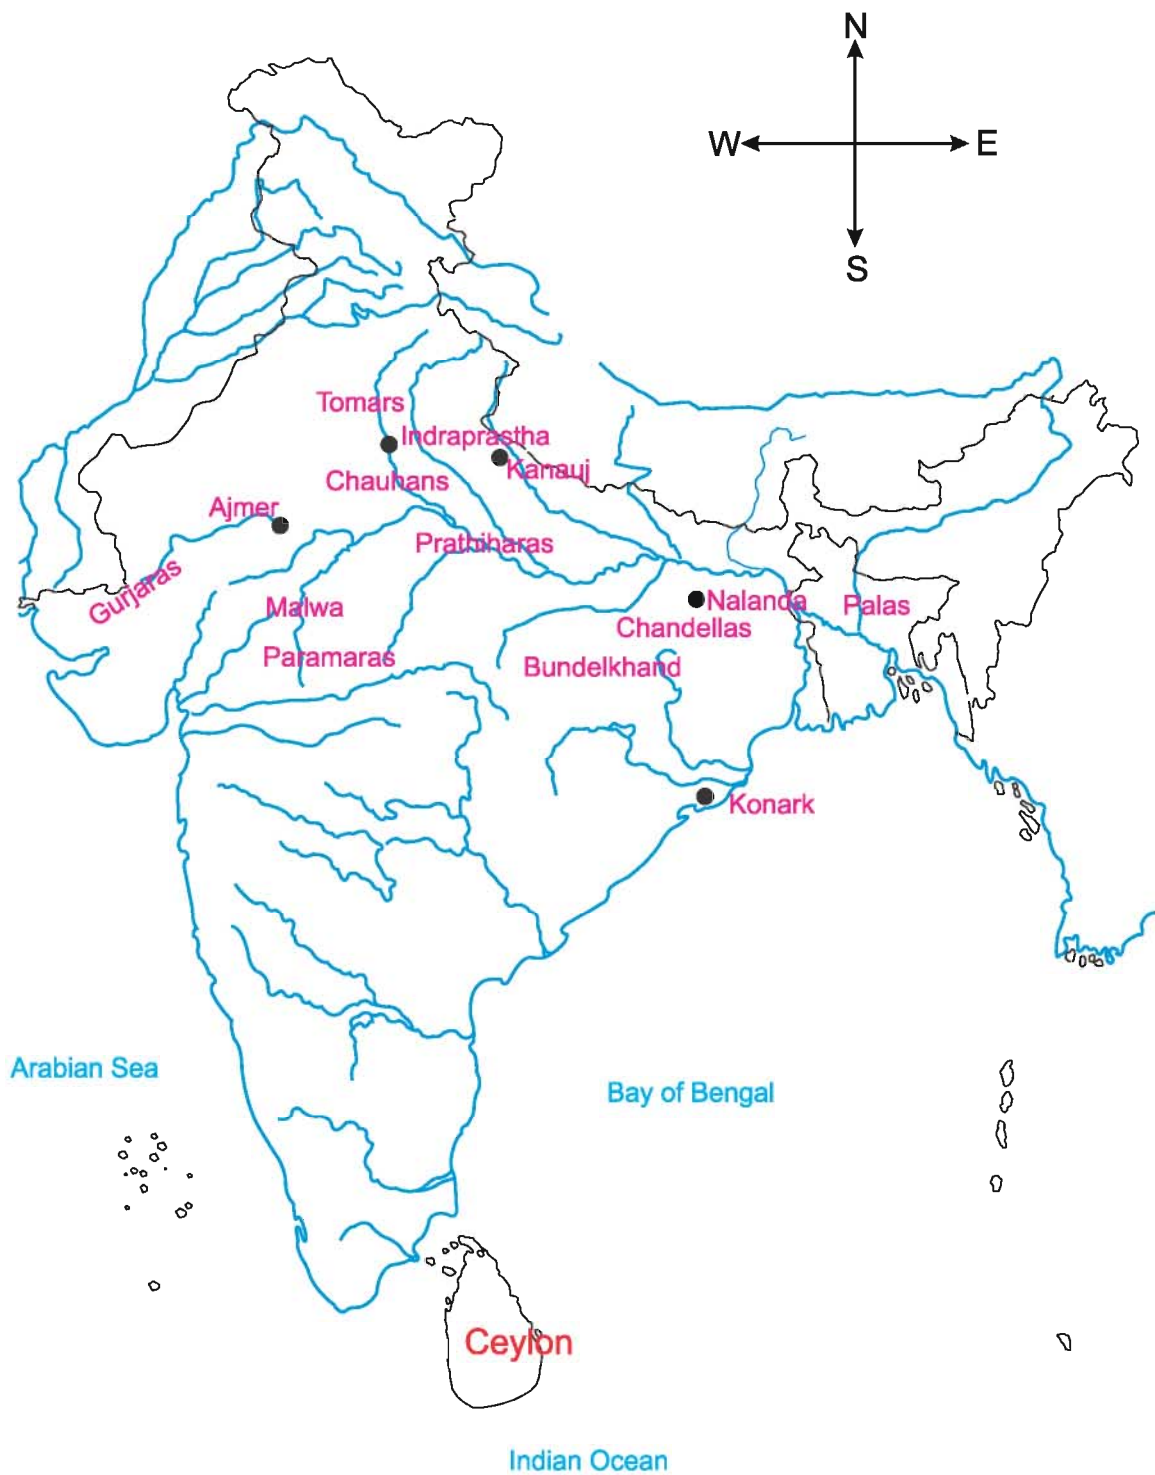 N
W
E
S
Tomars
Indraprastha
Kanauj
Chauhans
Ajmer
Prathiharas
Gurjaras
Malwa
Nalanda
Palas
Chandellas
Paramaras
Bundelkhand
Konark
Arabian Sea
Bay of Bengal
Ceylon
Indian Ocean